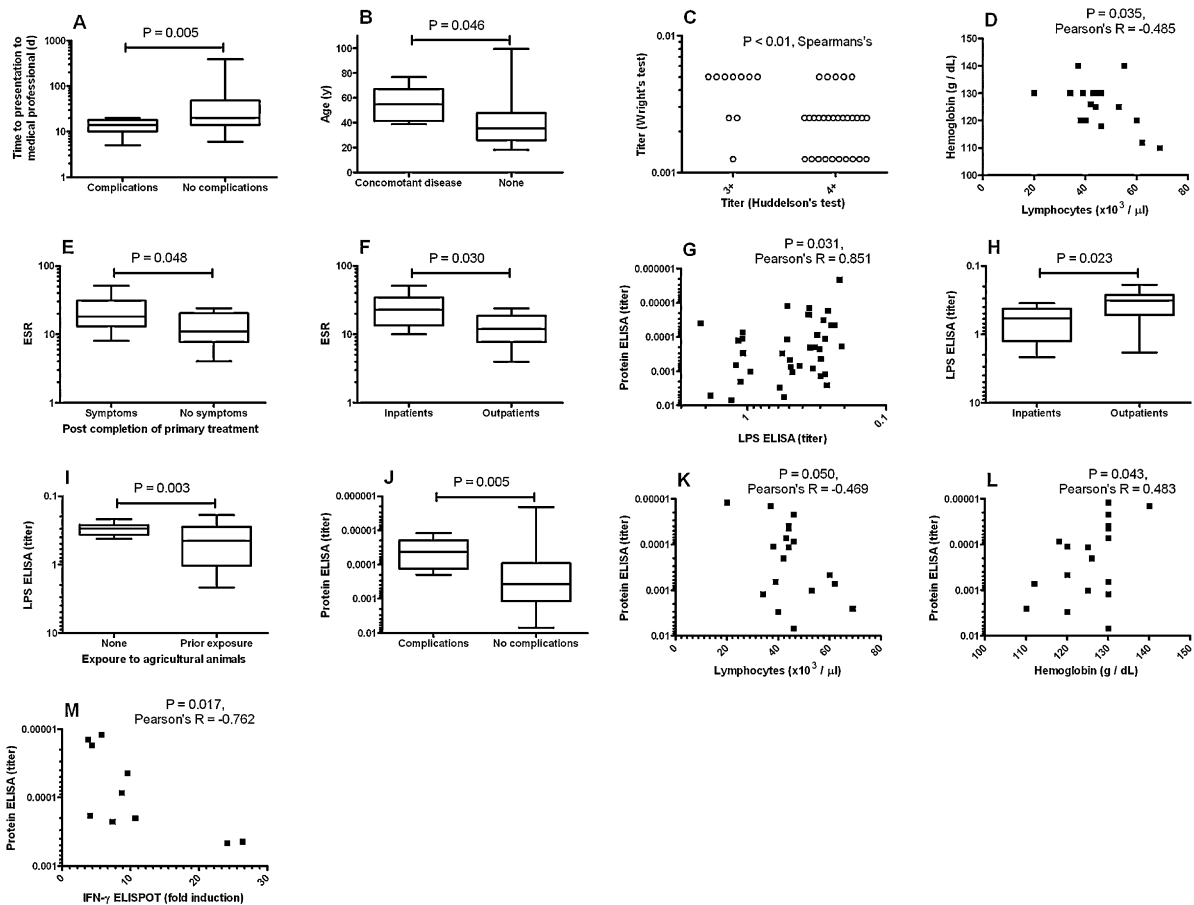 A
P = 0.005
Time to presentation to
medical professional (d)
1000
100
10
1
Complications
No complications
B
P = 0.046
Age (y)
100
80
60
40
20
0
Concomotant disease
None
C
P < 0.01, Spearmans's
Titer (Wright's test)
0.01
0.001
3+
4+
Titer (Huddelson's test)
D
P = 0.035,
Pearson's R = -0.485
Hemoglobin (g / dL)
150
140
130
120
110
100
0
20
40
60
80
Lymphocytes (x10³ / µl)
E
P = 0.048
ESR
100
10
1
Symptoms
No symptoms
Post completion of primary treatment
F
P = 0.030
ESR
100
10
1
Inpatients
Outpatients
G
P = 0.031,
Pearson's R = 0.851
Protein ELISA (titer)
0.000001
0.00001
0.0001
0.001
0.01
1
0.1
LPS ELISA (titer)
H
P = 0.023
LPS ELISA (titer)
0.1
1
10
Inpatients
Outpatients
I
P = 0.003
LPS ELISA (titer)
0.1
1
10
None
Prior exposure
Expoure to agricultural animals
J
P = 0.005
Protein ELISA (titer)
0.000001
0.00001
0.0001
0.001
0.01
Complications
No complications
K
P = 0.050,
Pearson's R = -0.469
Protein ELISA (titer)
0.00001
0.0001
0.001
0.01
0
20
40
60
80
Lymphocytes (x10³ / µl)
L
P = 0.043,
Pearson's R = 0.483
Protein ELISA (titer)
0.00001
0.0001
0.001
0.01
100
110
120
130
140
150
Hemoglobin (g / dL)
M
P = 0.017,
Pearson's R = -0.762
Protein ELISA (titer)
0.00001
0.0001
0.001
0
10
20
30
IFN-γ ELISPOT (fold induction)